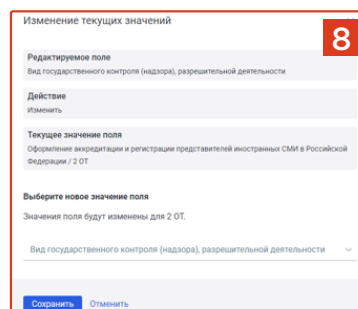 Изменение текущих значений
8
Редактируемое поле
Вид государственного контроля (надзора), разрешительной деятельности
Действие
Изменить
Текущее значение поля
Оформление аккредитации и регистрации представителей иностранных СМИ в Российской
Федерации / 2 ОТ
Выберите новое значение поля
Значения поля будут изменены для 2 ОТ.
Вид государственного контроля (надзора), разрешительной деятельности
Сохранить Отменить